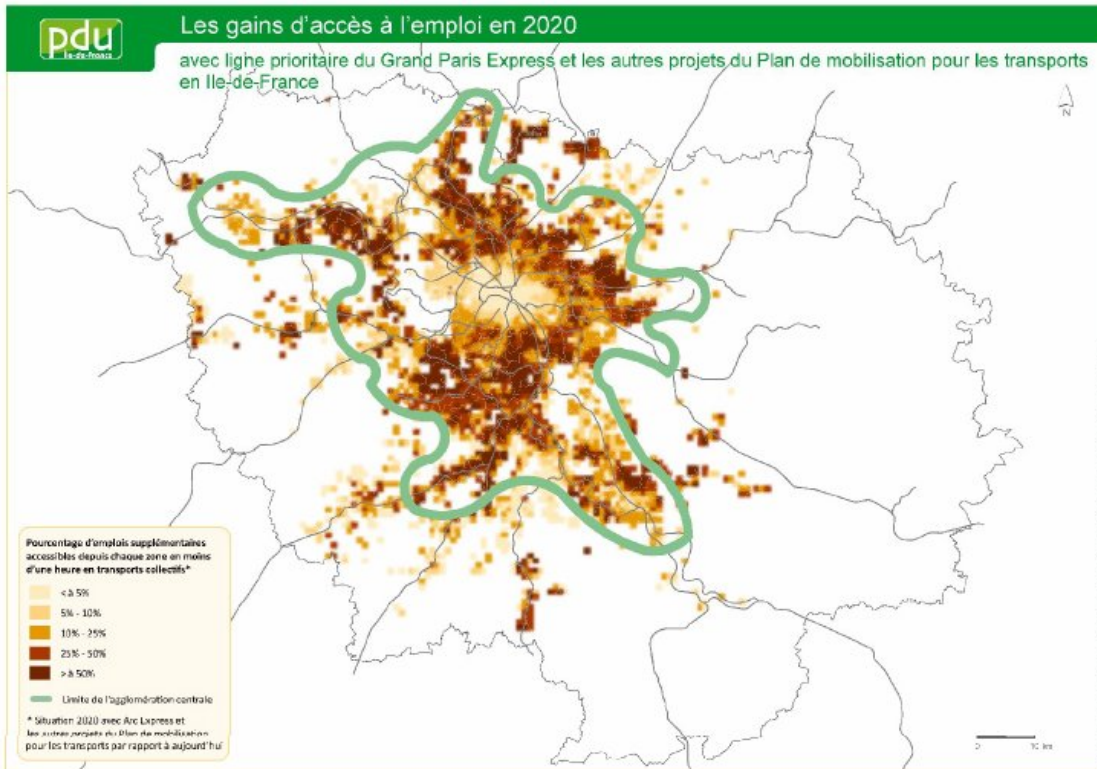 pdu
Ile-de-France
Les gains d'accès à l'emploi en 2020
avec lighe prioritaire du Grand Paris Express et les autres projets du Plan de mobilisation pour les transports
en Ile-de-France
N
Pourcentage d'emplois supplémentaires
accessibles depuis chaque zone en moins
d'une heure en transports collectifs*
< à 5%
5% - 10%
10% - 25%
25% - 50%
> à 50%
Limite de l'agglomération centrale
* Situation 2020 avec Arc Express et
les autres projets du Plan de mobilisation
pour les transports par rapport à aujourd'hui
0 10 km